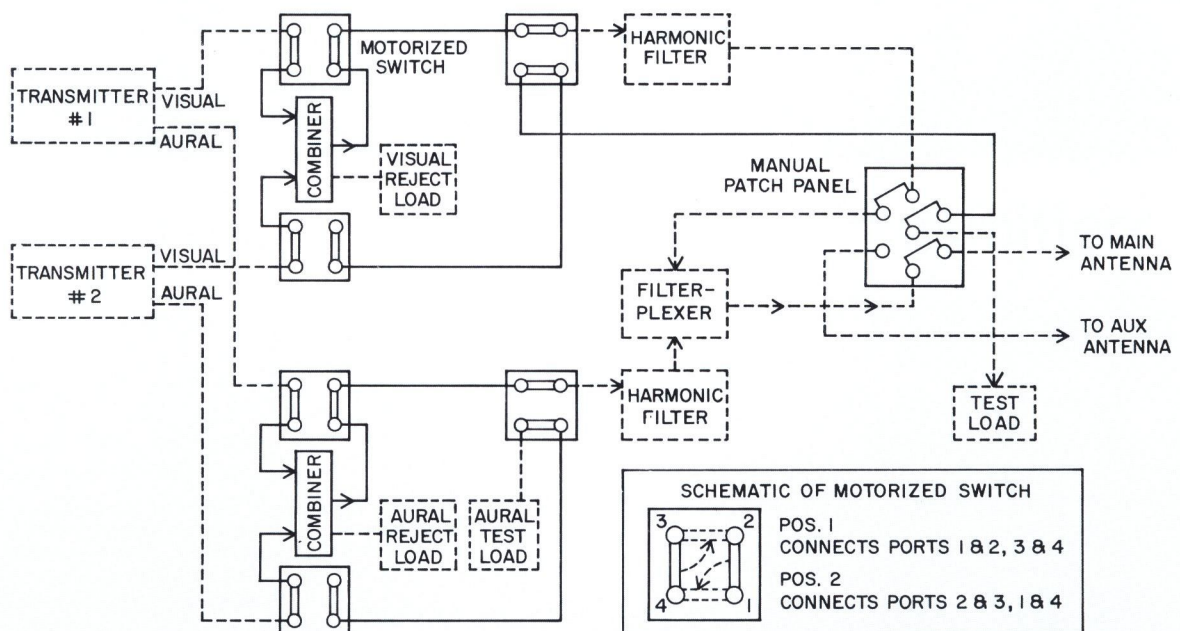 TRANSMITTER
#1
VISUAL
AURAL
MOTORIZED
SWITCH
COMBINER
VISUAL
REJECT
LOAD
HARMONIC
FILTER
MANUAL
PATCH PANEL
TRANSMITTER
#2
VISUAL
AURAL
FILTER-
PLEXER
TO MAIN
ANTENNA
TO AUX
ANTENNA
HARMONIC
FILTER
TEST
LOAD
COMBINER
AURAL
REJECT
LOAD
AURAL
TEST
LOAD
SCHEMATIC OF MOTORIZED SWITCH
3 2
4 1
POS. 1
CONNECTS PORTS 1 & 2, 3 & 4
POS. 2
CONNECTS PORTS 2 & 3, 1 & 4